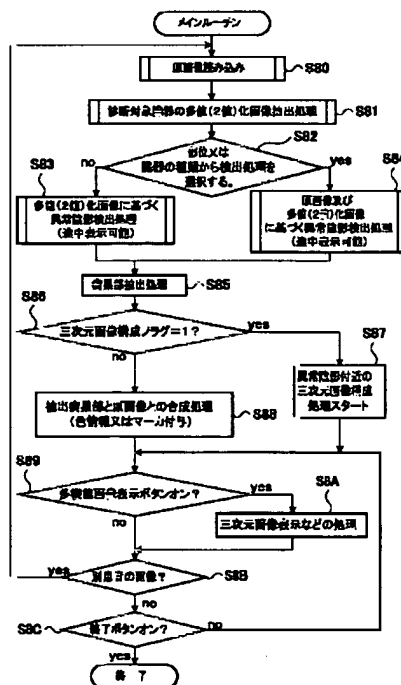 メインルーチン
原画像読み込み
S80
診断対象臓器の多値(2値)化画像検出処理
S81
S82
部位又は
臓器の種類から検出処理を
選択する。
no
yes
S83
多値(2値)化画像に基づく
異常陰影検出処理
(途中表示可能)
S84
原画像及び
多値(2値)化画像
に基づく異常陰影検出処理
(途中表示可能)
病巣部検出処理
S85
S86
三次元画像構成フラグ=1?
yes
no
S87
異常陰影付近の
三次元画像構成
処理スタート
検出病巣部と原画像との合成処理
(色情報又はマーカ付与)
S88
S89
多機能画像表示ボタンオン?
yes
no
S8A
三次元画像表示などの処理
yes
別患者の画像?
S8B
no
S8C
終了ボタンオン?
no
yes
終了